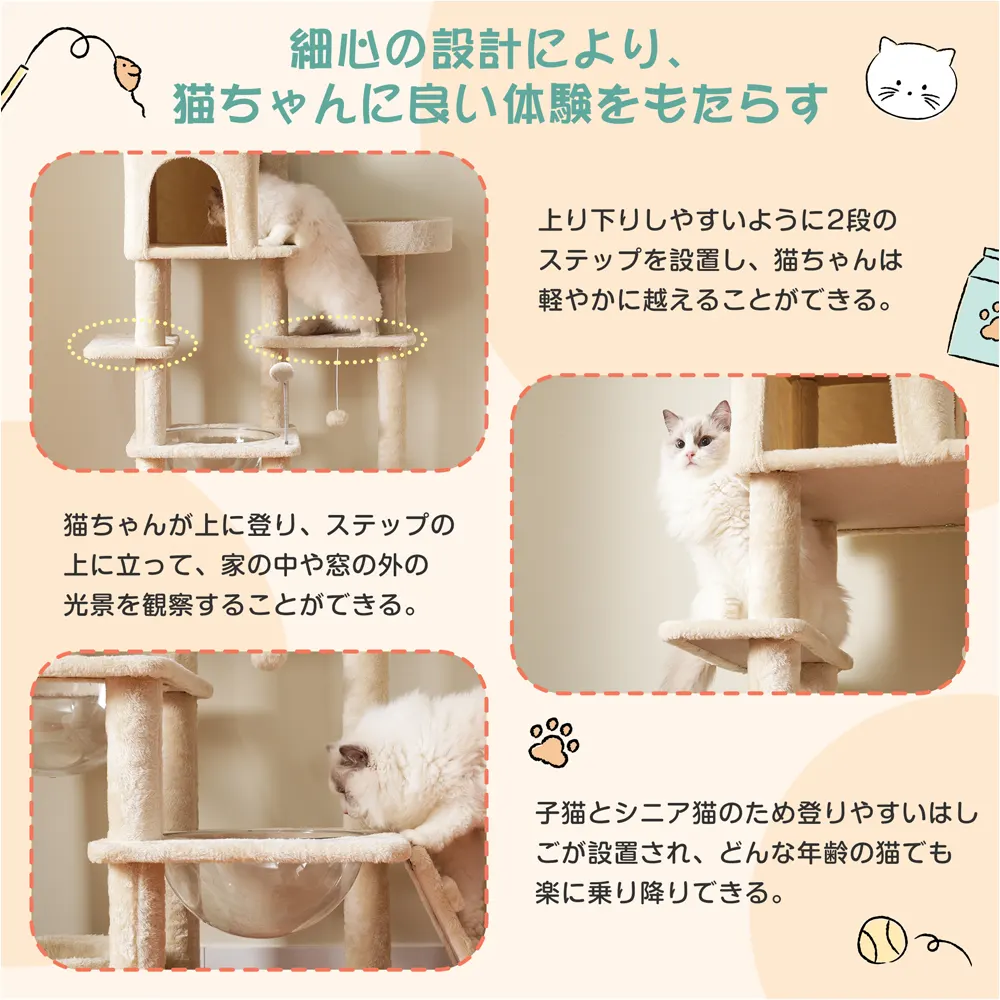 細心の設計により、
猫ちゃんに良い体験をもたらす
上り下りしやすいように2段の
ステップを設置し、猫ちゃんは
軽やかに越えることができる。
猫ちゃんが上に登り、ステップの
上に立って、家の中や窓の外の
光景を観察することができる。
子猫とシニア猫のため登りやすいはし
ごが設置され、どんな年齢の猫でも
楽に乗り降りできる。